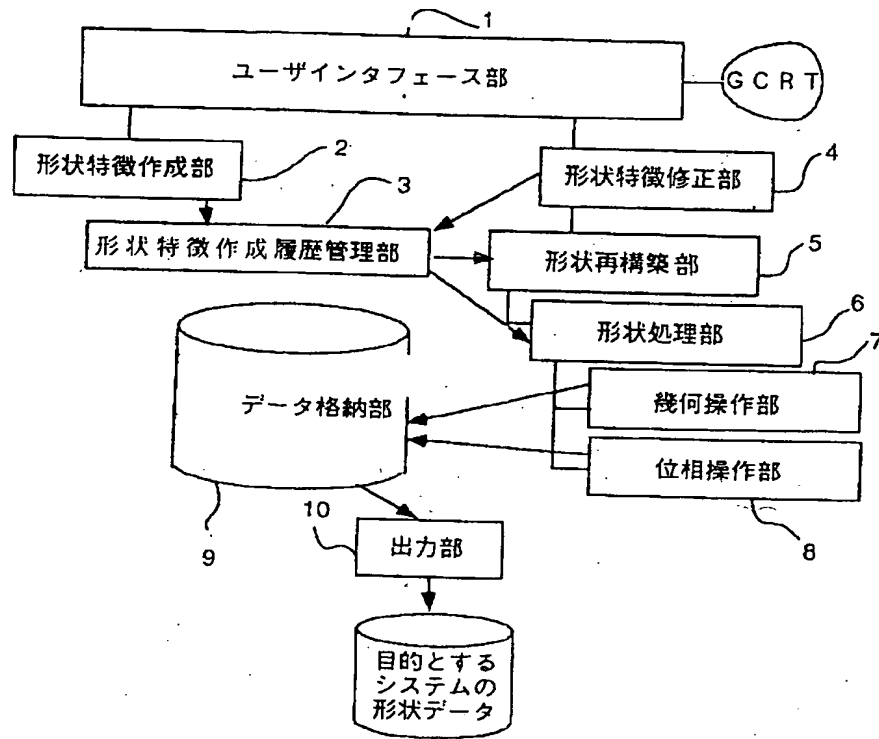 1
ユーザインタフェース部
GCRT
形状特徴作成部
2
形状特徴修正部
4
3
形状特徴作成履歴管理部
形状再構築部
5
形状処理部
6
7
データ格納部
幾何操作部
位相操作部
8
9
10
出力部
目的とする
システムの
形状データ